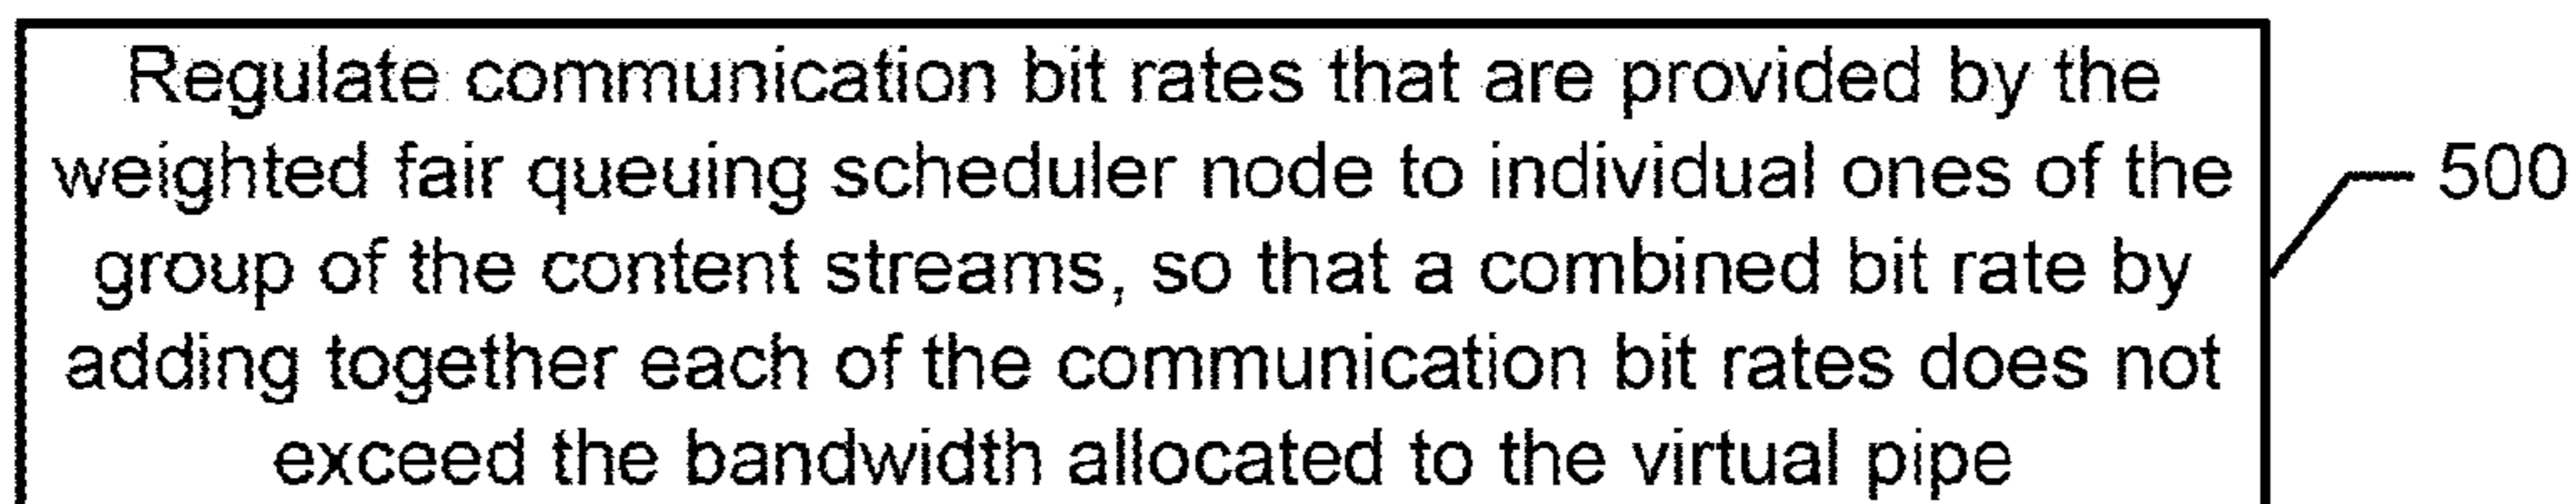 Regulate communication bit rates that are provided by the
weighted fair queuing scheduler node to individual ones of the
group of the content streams, so that a combined bit rate by
adding together each of the communication bit rates does not
exceed the bandwidth allocated to the virtual pipe
500